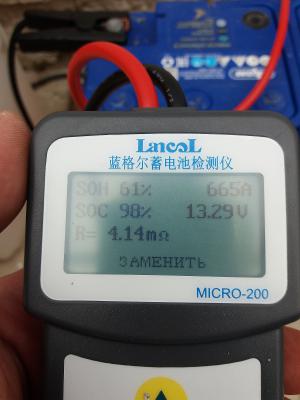 LancoL
蓝格尔蓄电池检测仪
SOH 61% 665A
SOC 98% 13.29V
R= 4.14mΩ
ЗАМЕНИТЬ
MICRO-200